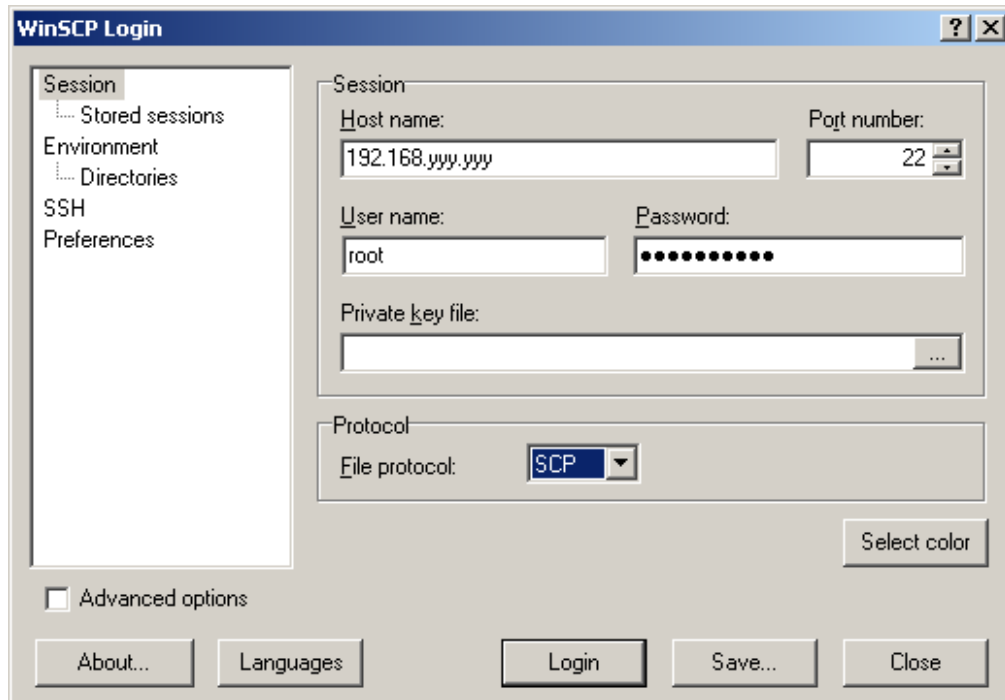 WinSCP Login
Session
Stored sessions
Environment
Directories
SSH
Preferences
Session
Host name:
Port number:
192.168.yyy.yyy
22
User name:
Password:
root
●●●●●●●●●●
Private key file:
...
Protocol
File protocol:
SCP
Select color
Advanced options
About...
Languages
Login
Save...
Close